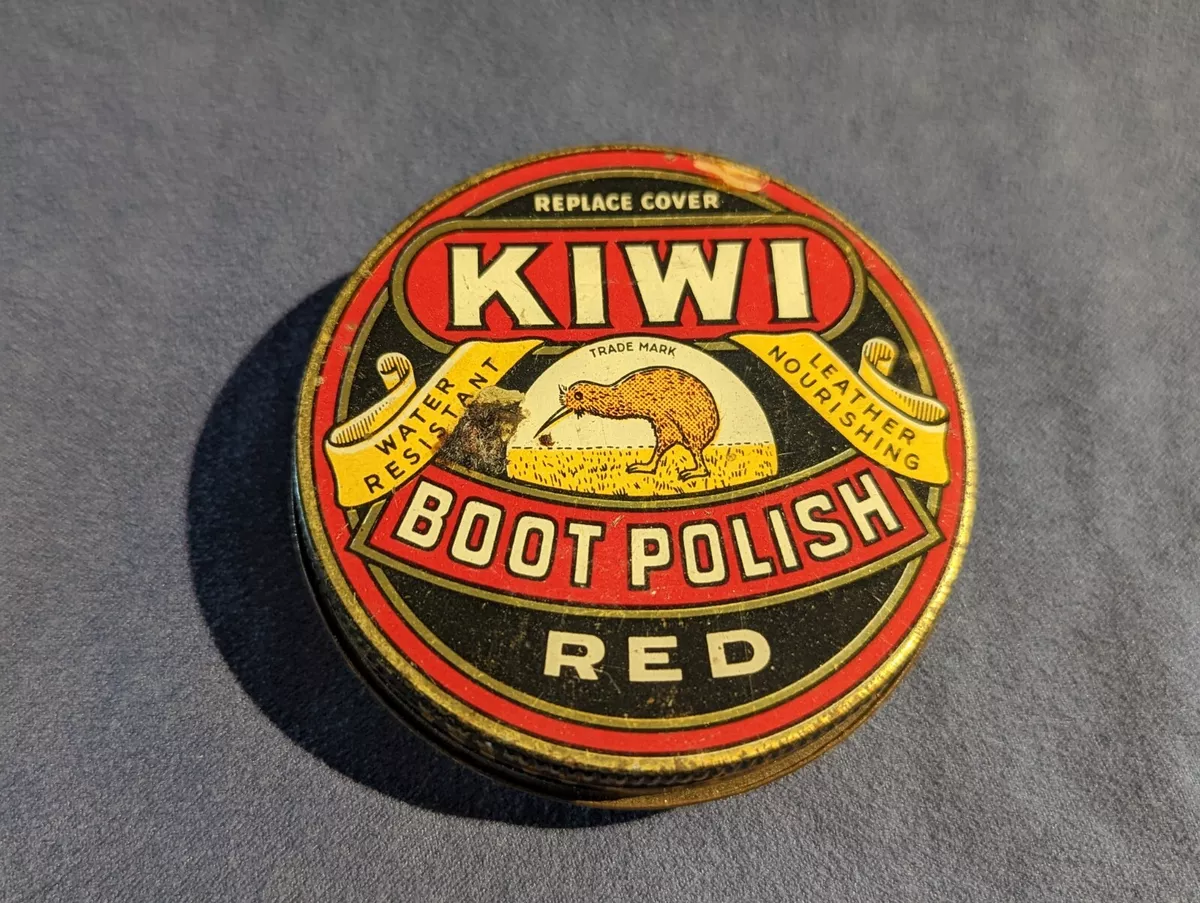 REPLACE COVER
KIWI
TRADE MARK
WATER
RESISTANT
LEATHER
NOURISHING
BOOT POLISH
RED